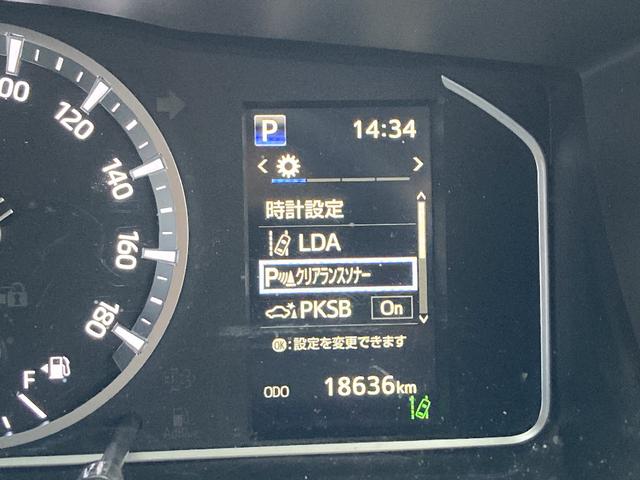 120
140
160
180
F
P 14:34
時計設定
LDA
P クリアランスソナー
PKSB On
OK:設定を変更できます
ODO 18636km